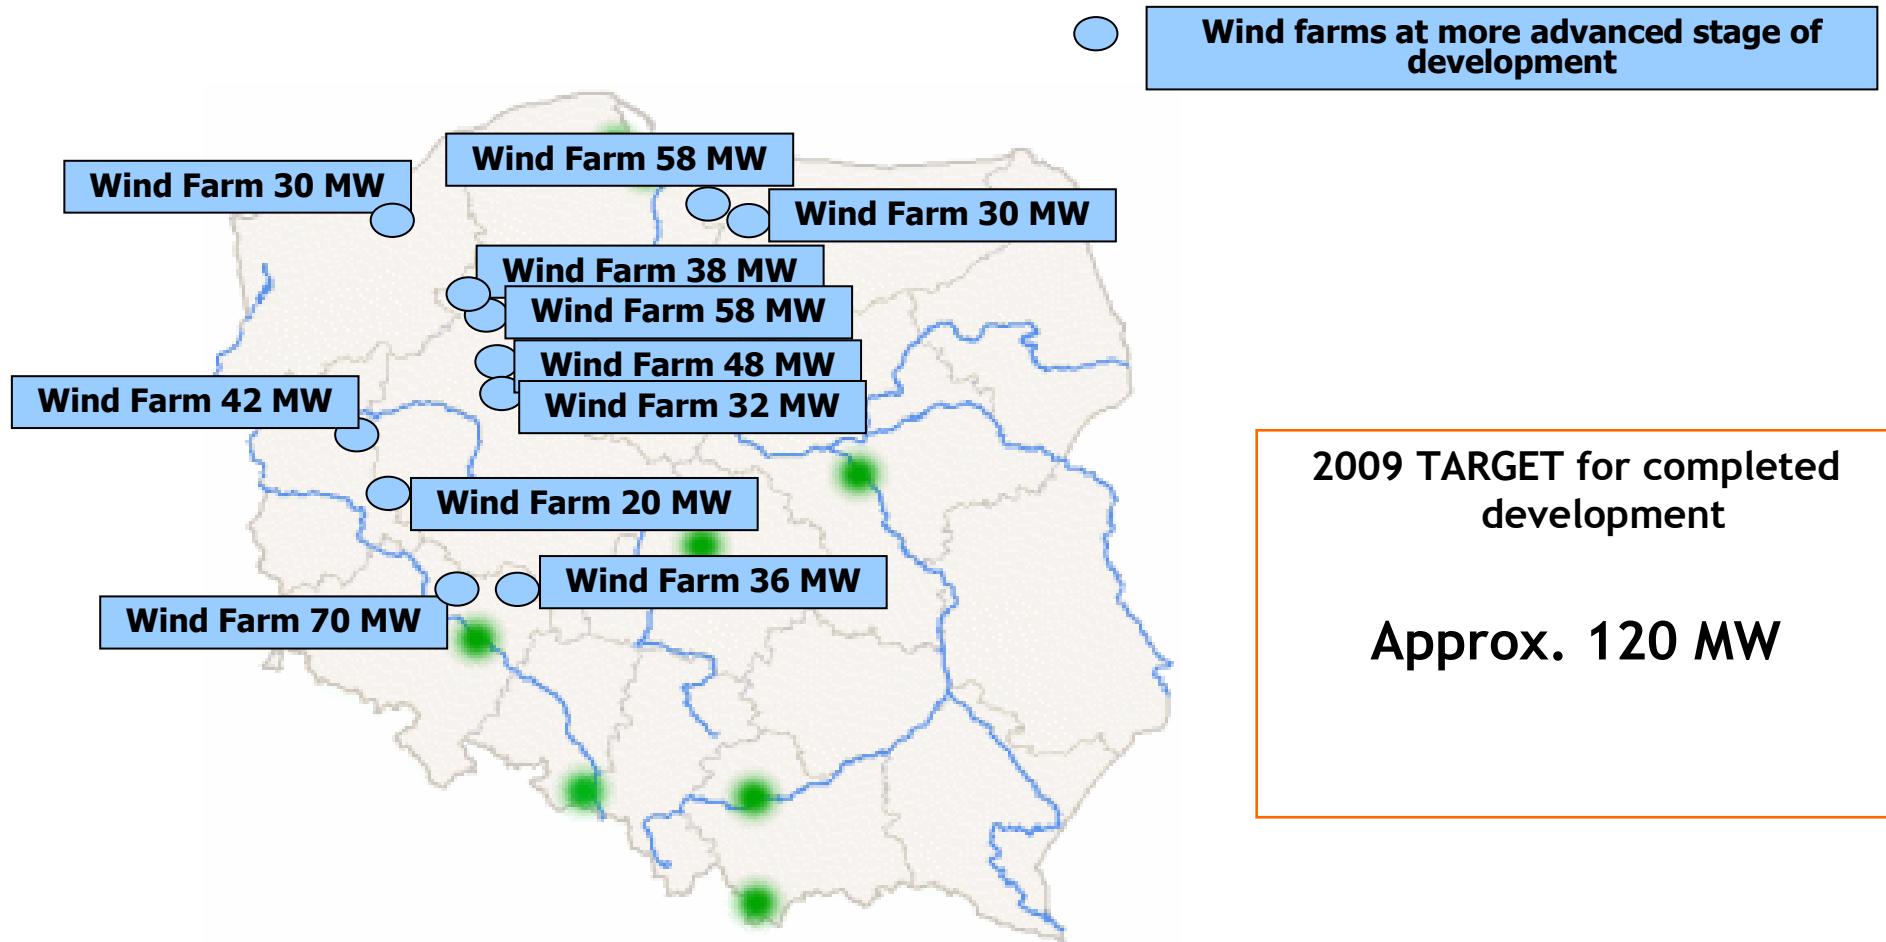 Wind farms at more advanced stage of
development
Wind Farm 58 MW
Wind Farm 30 MW
Wind Farm 30 MW
Wind Farm 38 MW
Wind Farm 58 MW
Wind Farm 48 MW
Wind Farm 42 MW
Wind Farm 32 MW
Wind Farm 20 MW
Wind Farm 36 MW
Wind Farm 70 MW
2009 TARGET for completed
development
Approx. 120 MW